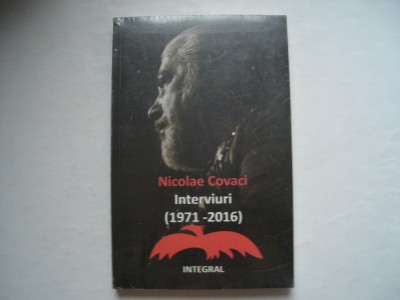 Nicolae Covaci
Interviuri
(1971 -2016)
INTEGRAL